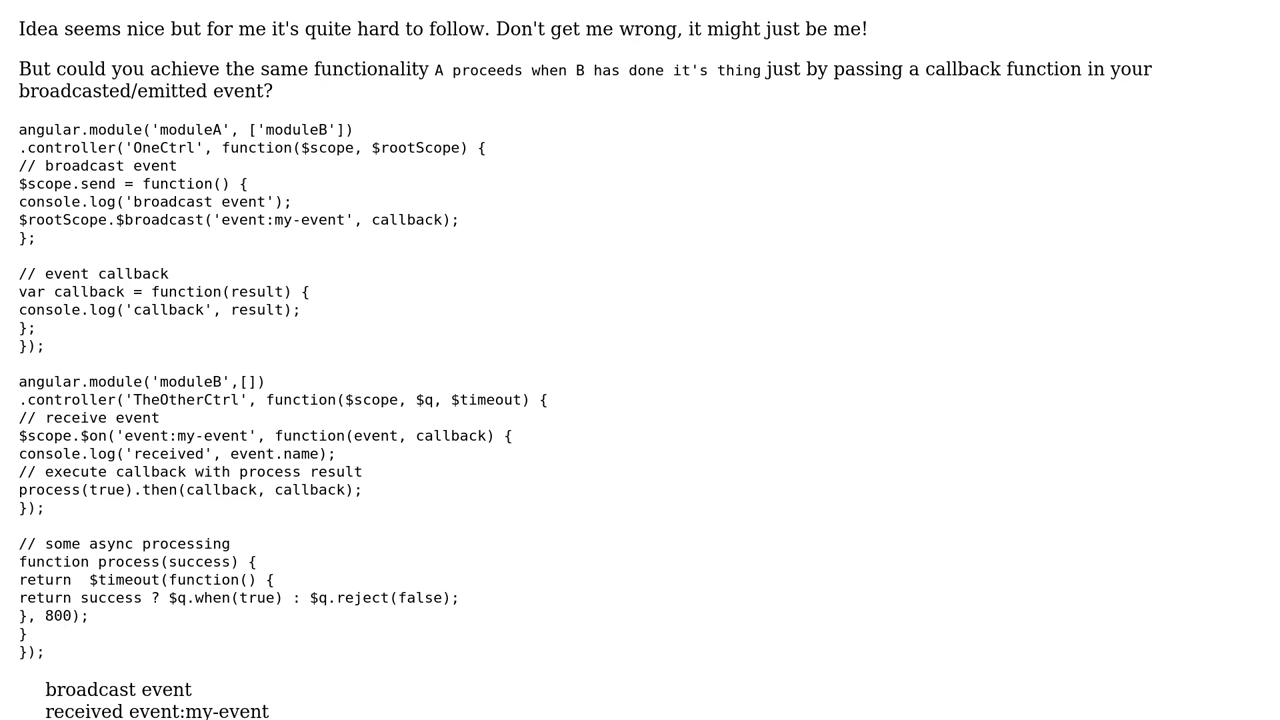 Idea seems nice but for me it's quite hard to follow. Don't get me wrong, it might just be me!
But could you achieve the same functionality A proceeds when B has done it's thing just by passing a callback function in your
broadcasted/emitted event?
angular.module('moduleA', ['moduleB'])
.controller('OneCtrl', function($scope, $rootScope) {
// broadcast event
$scope.send = function() {
console.log('broadcast event');
$rootScope.$broadcast('event:my-event', callback);
};
// event callback
var callback = function(result) {
console.log('callback', result);
};
});
angular.module('moduleB',[])
.controller('TheOtherCtrl', function($scope, $q, $timeout) {
// receive event
$scope.$on('event:my-event', function(event, callback) {
console.log('received', event.name);
// execute callback with process result
process(true).then(callback, callback);
});
// some async processing
function process(success) {
return  $timeout(function() {
return success ? $q.when(true) : $q.reject(false);
}, 800);
}
});
broadcast event
received event:my-event